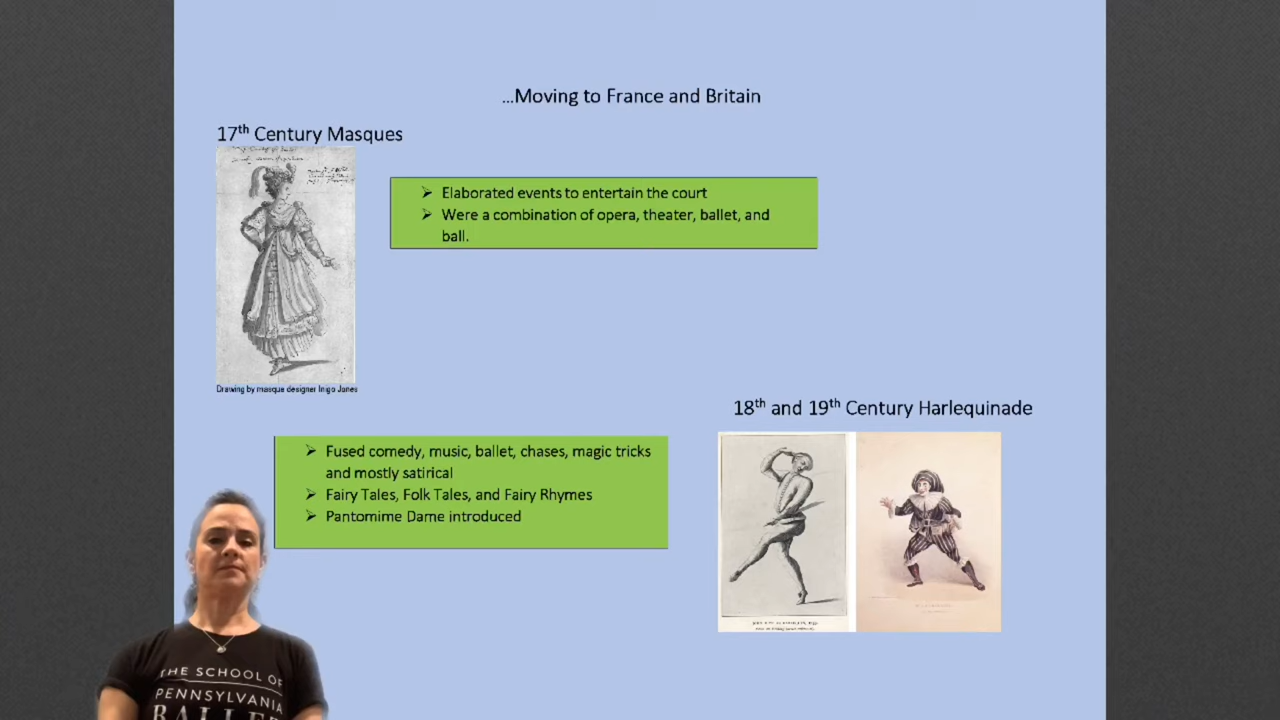 ...Moving to France and Britain
17th Century Masques
➢ Elaborated events to entertain the court
➢ Were a combination of opera, theater, ballet, and
ball.
Drawing by masque designer Inigo Janes
18th and 19th Century Harlequinade
➢ Fused comedy, music, ballet, chases, magic tricks
and mostly satirical
➢ Fairy Tales, Folk Tales, and Fairy Rhymes
➢ Pantomime Dame introduced
THE SCHOOL OF
PENNSYLVANIA
BALLET